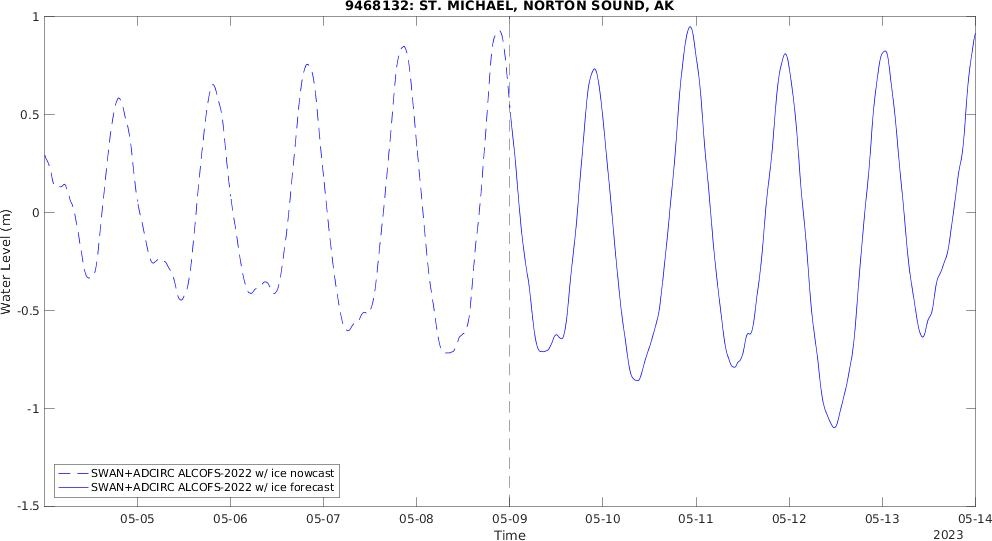 9468132: ST. MICHAEL, NORTON SOUND, AK
1
0.5
0
-0.5
-1
-1.5
Water Level (m)
SWAN+ADCIRC ALCOFS-2022 w/ ice nowcast
SWAN+ADCIRC ALCOFS-2022 w/ ice forecast
05-05 05-06 05-07 05-08 05-09 05-10 05-11 05-12 05-13 05-14
Time
2023